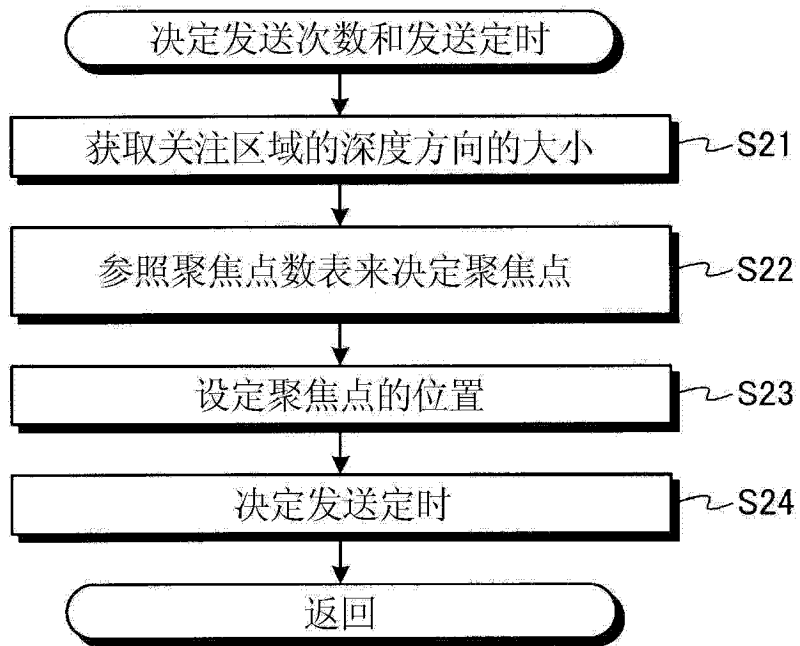 决定发送次数和发送定时
获取关注区域的深度方向的大小
S21
参照聚焦点数表来决定聚焦点
S22
设定聚焦点的位置
S23
决定发送定时
S24
返回